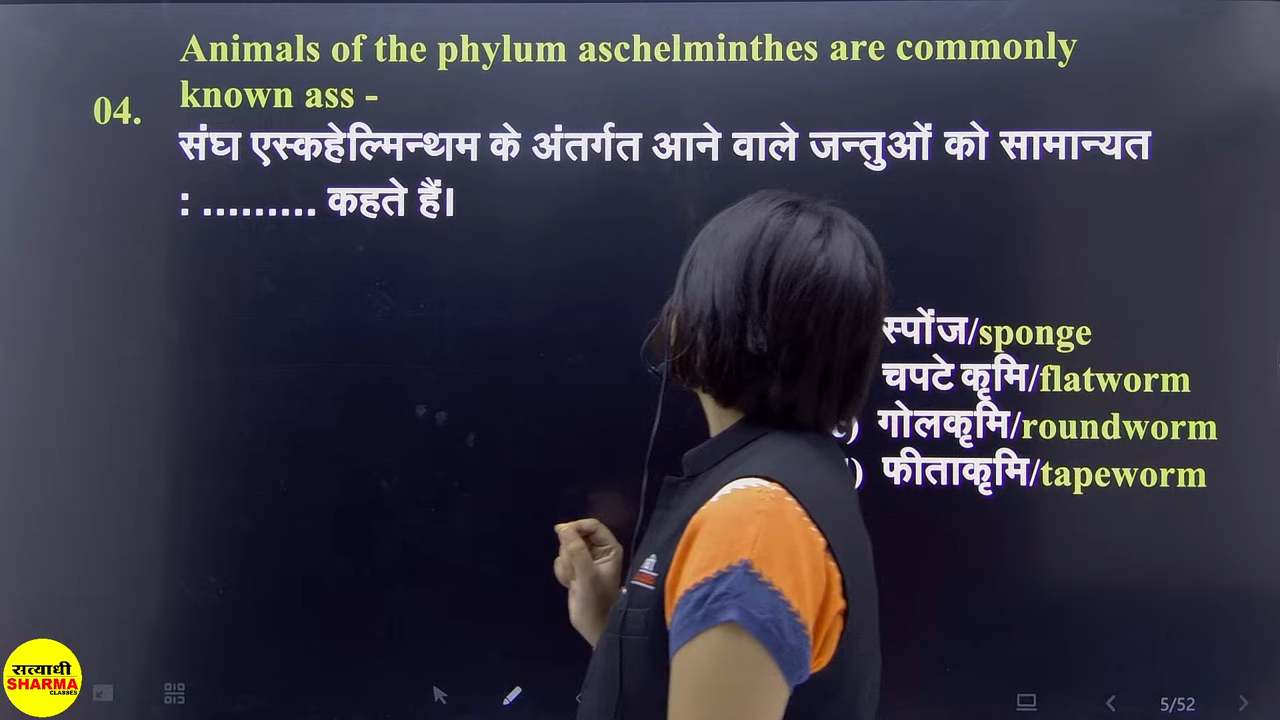 Animals of the phylum aschelminthes are commonly
known ass -
04.
संघ एस्कहेल्मिन्थम के अंतर्गत आने वाले जन्तुओं को सामान्यत
: ......... कहते हैं।
स्पोंज/sponge
चपटे कृमि/flatworm
c) गोलकृमि/roundworm
) फीताकृमि/tapeworm
सत्याधी
SHARMA
CLASSES
5/52